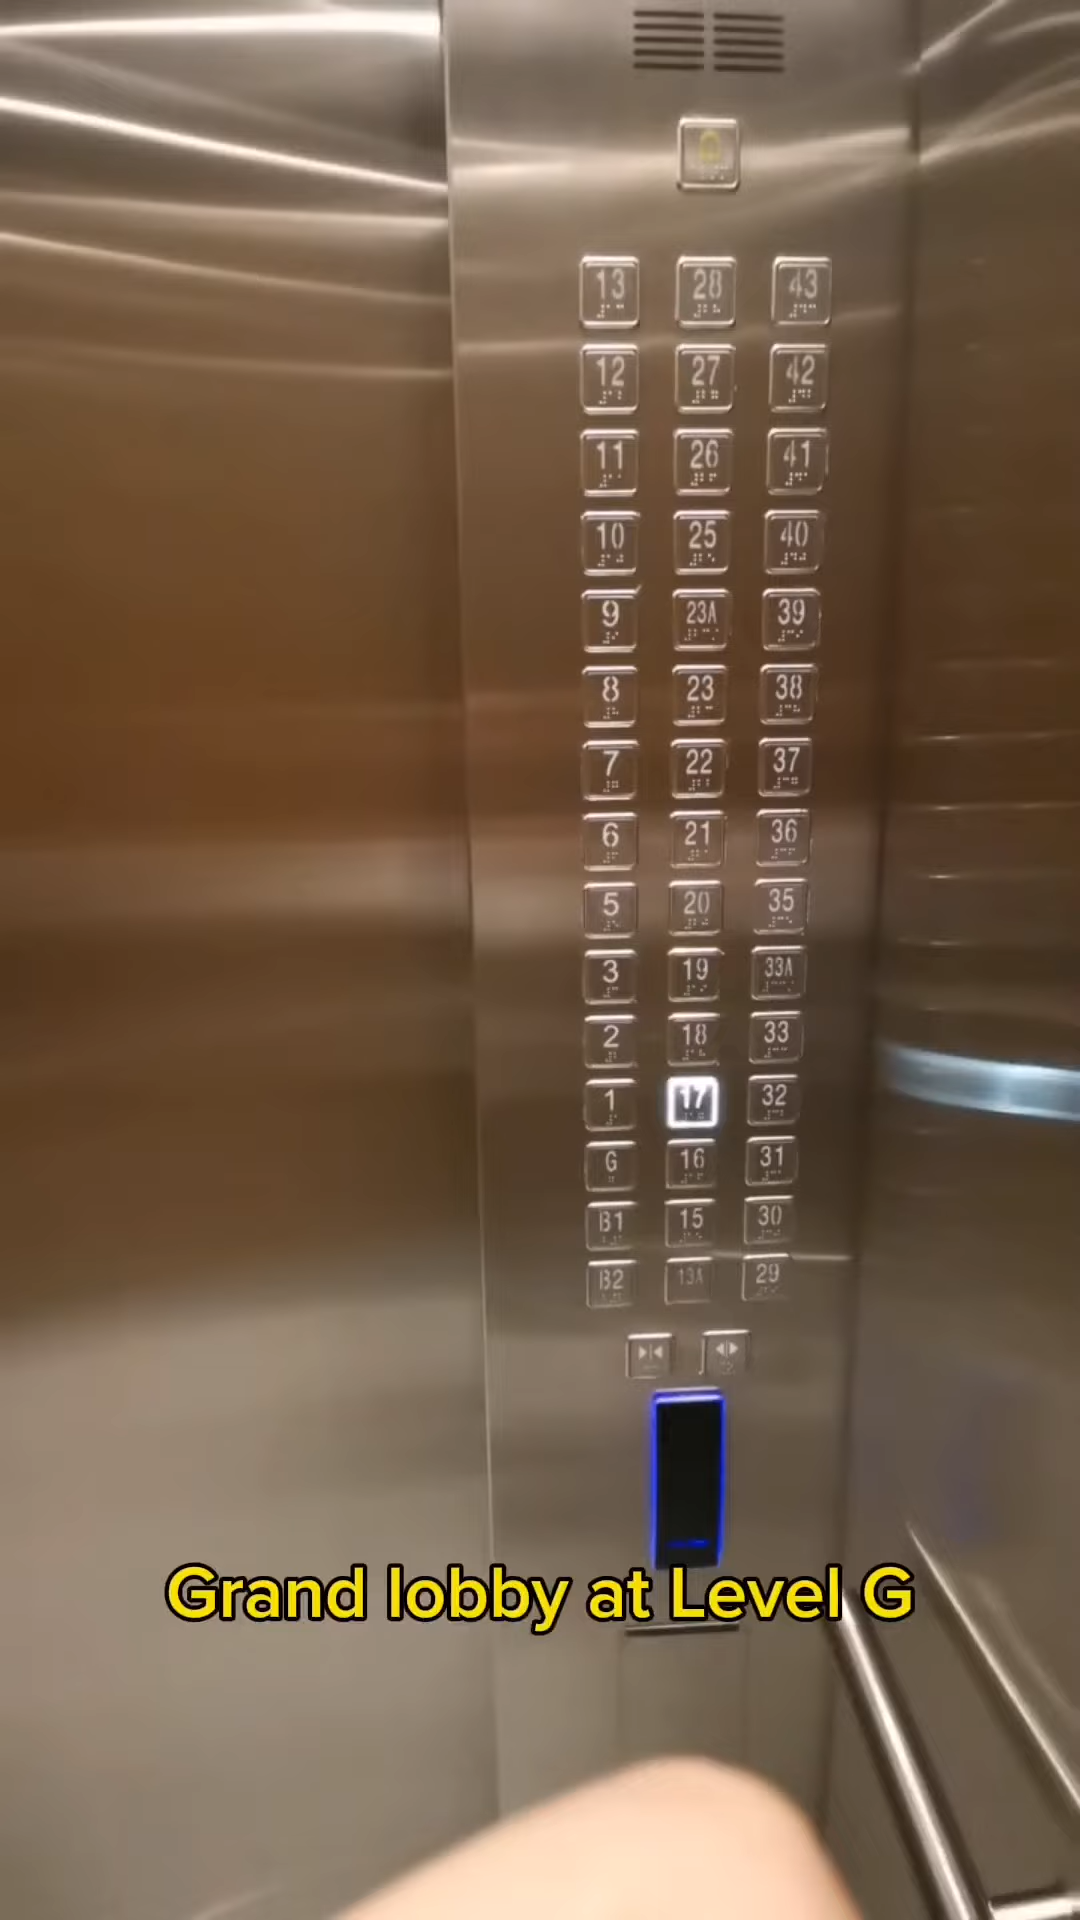 13 28 43
12 27 42
11 26 41
10 25 40
9 23A 39
8 23 38
7 22 37
6 21 36
5 20 35
3 19 33A
2 18 33
1 17 32
G 16 31
B1 15 30
B2 13A 29
Grand lobby at Level G